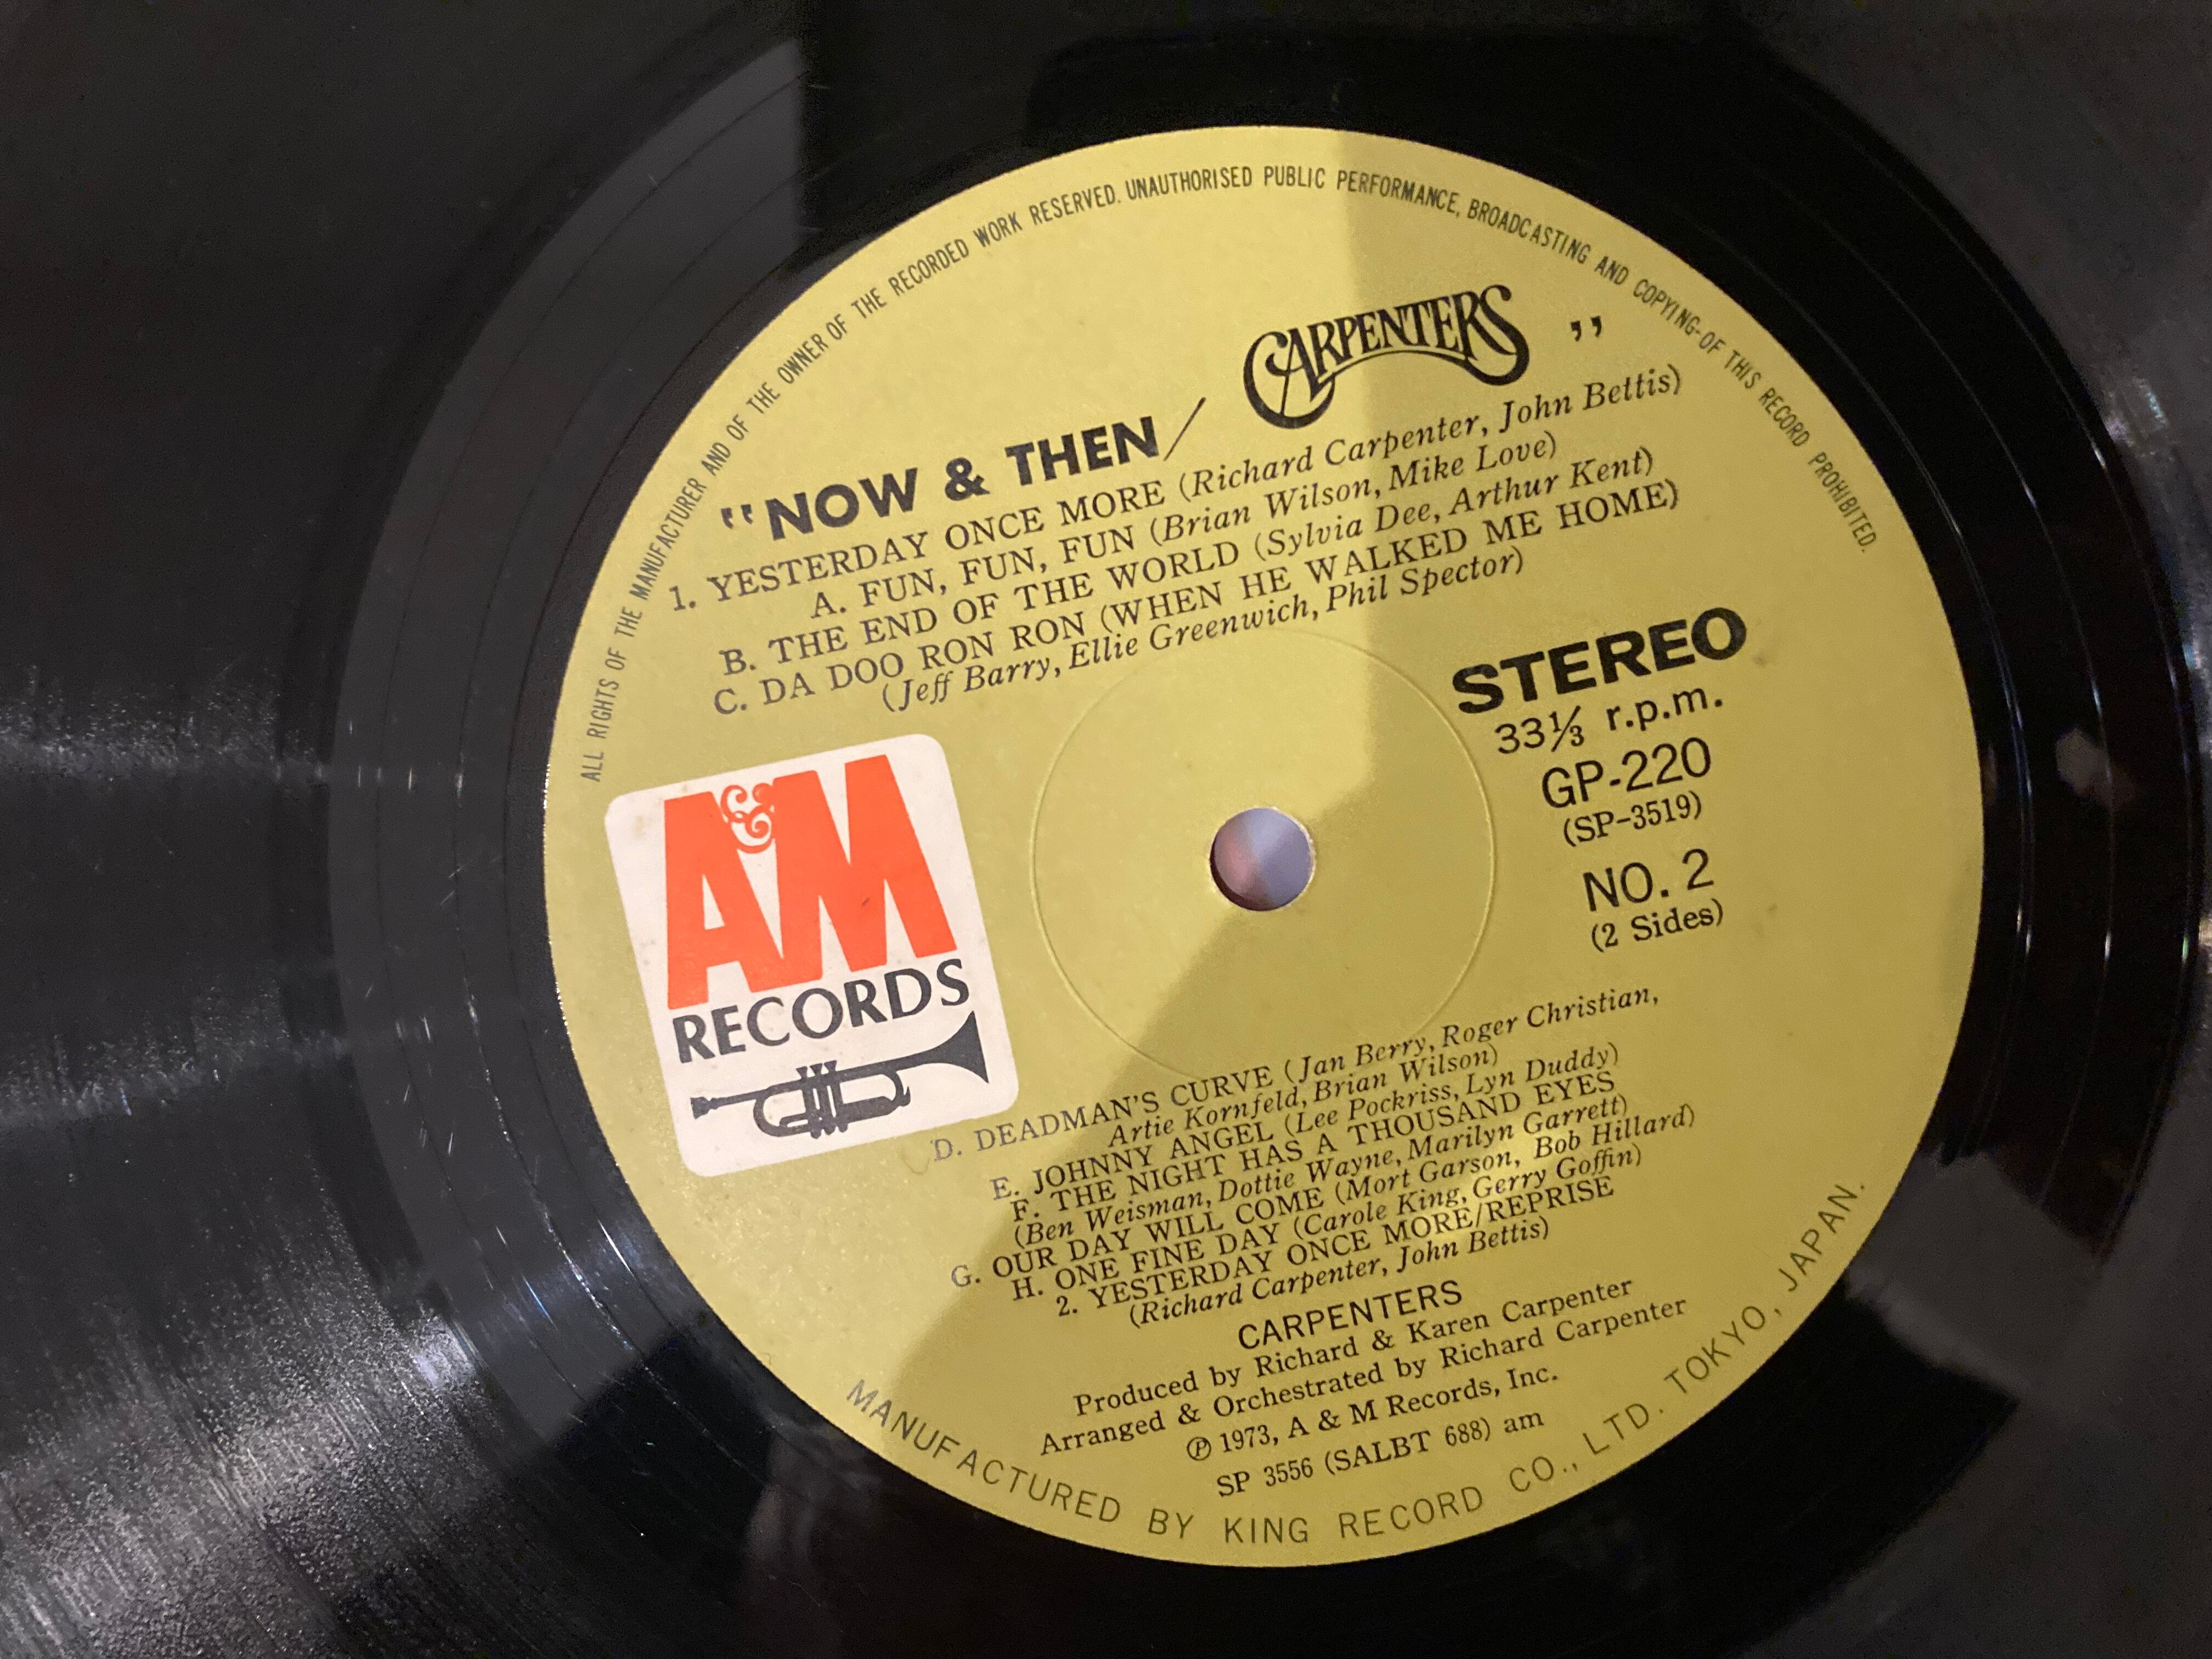 ALL RIGHTS OF THE MANUFACTURER AND OF THE OWNER OF THE RECORDED WORK RESERVED. UNAUTHORISED PUBLIC PERFORMANCE, BROADCASTING AND COPYING-OF THIS RECORD PROHIBITED.
"NOW & THEN/ CARPENTERS"
1. YESTERDAY ONCE MORE (Richard Carpenter, John Bettis)
A. FUN, FUN, FUN (Brian Wilson, Mike Love)
B. THE END OF THE WORLD (Sylvia Dee, Arthur Kent)
C. DA DOO RON RON (WHEN HE WALKED ME HOME)
(Jeff Barry, Ellie Greenwich, Phil Spector)
STEREO
33⅓ r.p.m.
GP-220
(SP-3519)
NO. 2
(2 Sides)
A&M
RECORDS
D. DEADMAN'S CURVE (Jan Berry, Roger Christian,
Artie Kornfeld, Brian Wilson)
E. JOHNNY ANGEL (Lee Pockriss, Lyn Duddy)
F. THE NIGHT HAS A THOUSAND EYES
(Ben Weisman, Dottie Wayne, Marilyn Garrett)
G. OUR DAY WILL COME (Mort Garson, Bob Hillard)
H. ONE FINE DAY (Carole King, Gerry Goffin)
2. YESTERDAY ONCE MORE/REPRISE
(Richard Carpenter, John Bettis)
CARPENTERS
Produced by Richard & Karen Carpenter
Arranged & Orchestrated by Richard Carpenter
℗ 1973, A & M Records, Inc.
SP 3556 (SALBT 688) am
MANUFACTURED BY KING RECORD CO., LTD. TOKYO, JAPAN.